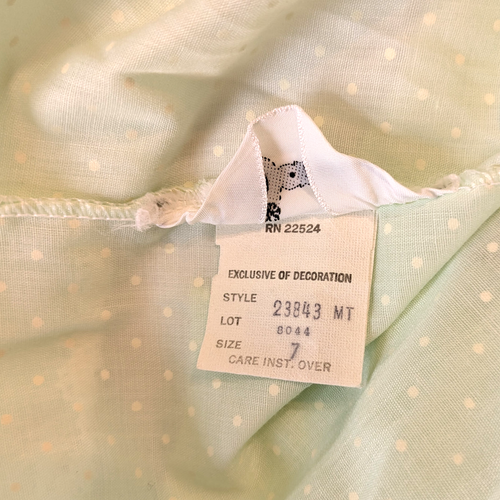 RN 22524
EXCLUSIVE OF DECORATION
STYLE 23843 MT
LOT 8044
SIZE 7
CARE INST. OVER